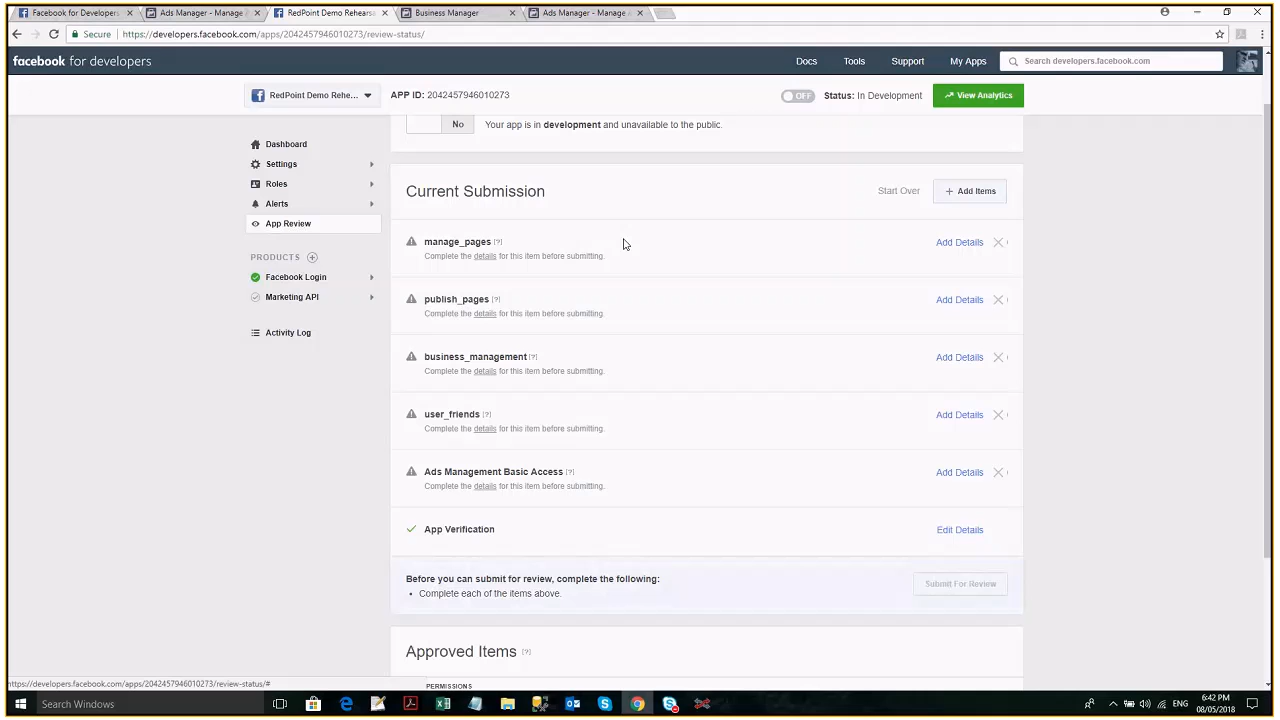 Facebook for Developers
Ads Manager - Manage
RedPoint Demo Rehears
Business Manager
Ads Manager - Manage
Secure
https://developers.facebook.com/apps/2042457946010273/review-status/
facebook for developers
Docs
Tools
Support
My Apps
Search developers.facebook.com
RedPoint Demo Rehe...
APP ID: 2042457946010273
OFF
Status: In Development
View Analytics
No
Your app is in development and unavailable to the public.
Dashboard
Settings
Roles
Alerts
App Review
PRODUCTS
Facebook Login
Marketing API
Activity Log
Current Submission
Start Over
+ Add Items
manage_pages [?]
Complete the details for this item before submitting.
Add Details
publish_pages [?]
Complete the details for this item before submitting.
Add Details
business_management [?]
Complete the details for this item before submitting.
Add Details
user_friends [?]
Complete the details for this item before submitting.
Add Details
Ads Management Basic Access [?]
Complete the details for this item before submitting.
Add Details
App Verification
Edit Details
Before you can submit for review, complete the following:
• Complete each of the items above.
Submit For Review
Approved Items [?]
PERMISSIONS
https://developers.facebook.com/apps/2042457946010273/review-status/#
Search Windows
ENG
6:42 PM
08/05/2018